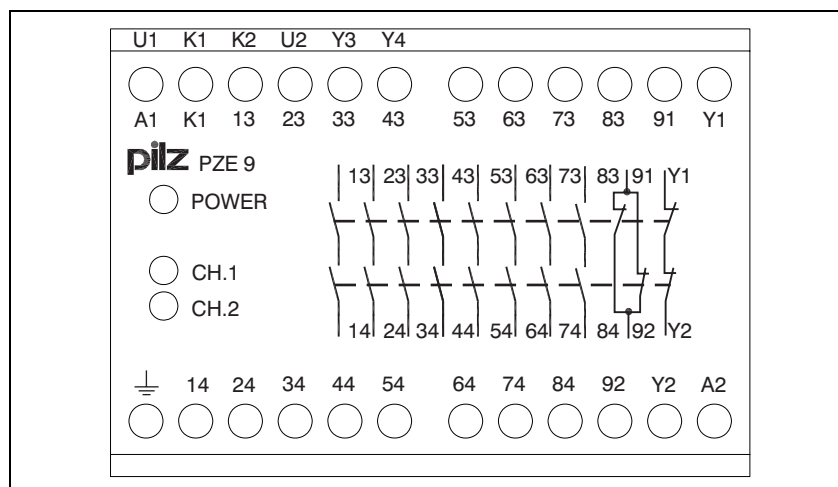 U1 K1 K2 U2 Y3 Y4
A1 K1 13 23 33 43 53 63 73 83 91 Y1
pilz PZE 9
13 23 33 43 53 63 73 83 91 Y1
POWER
CH.1
CH.2
14 24 34 44 54 64 74 84 92 Y2
14 24 34 44 54 64 74 84 92 Y2 A2